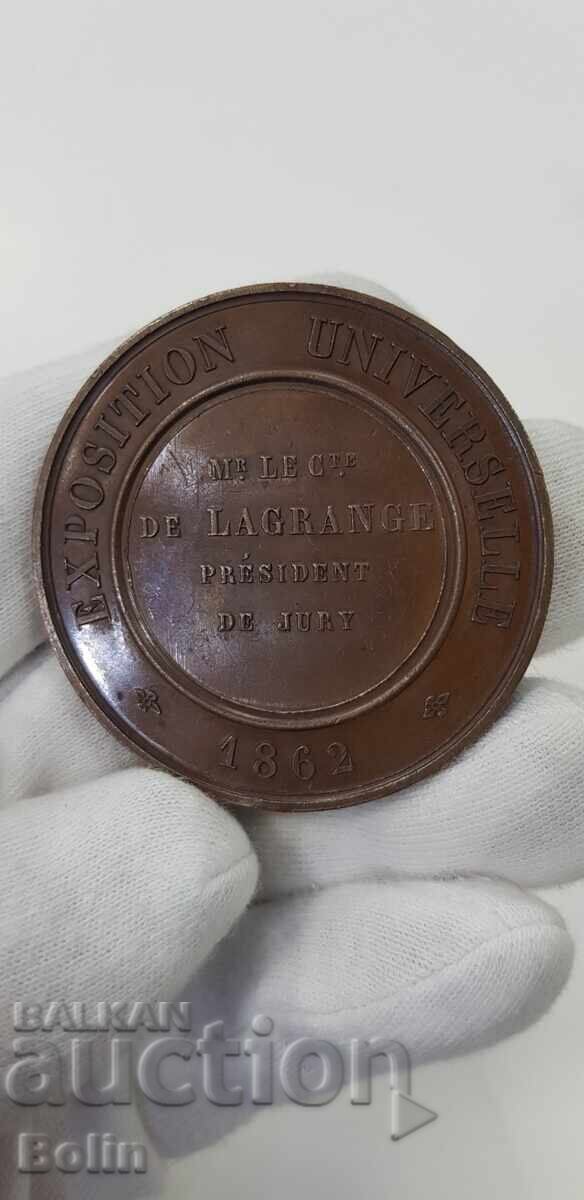 EXPOSITION UNIVERSELLE
MR. LE CTE
DE LAGRANGE
PRÉSIDENT
DE JURY
1862
BALKAN
auction
Bolin